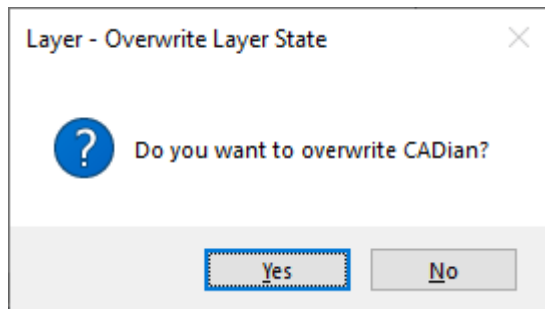 Layer - Overwrite Layer State
Do you want to overwrite CADian?
Yes
No